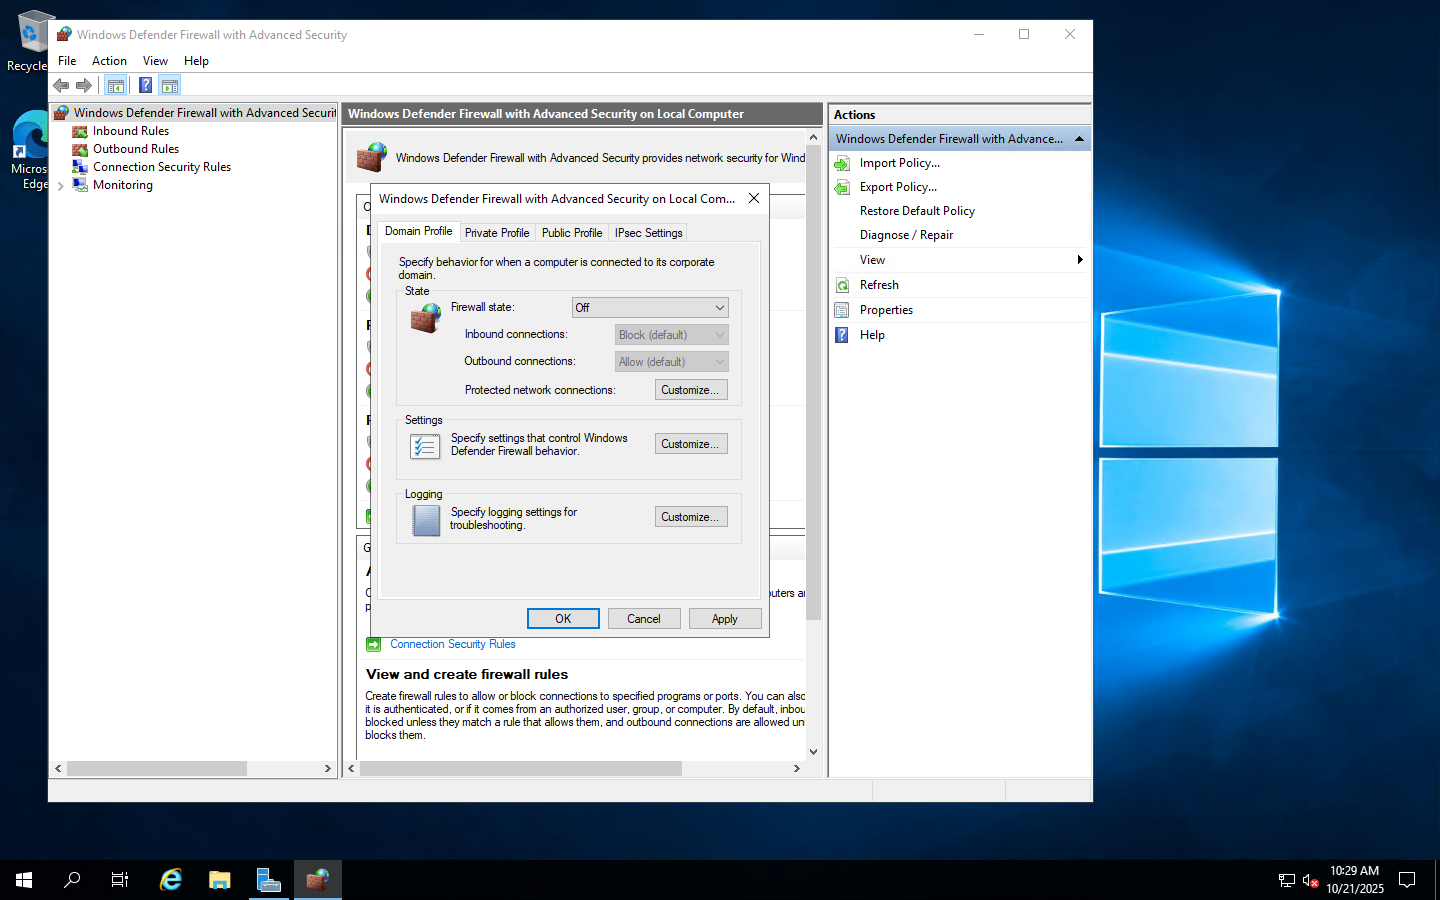 Recycle
Microso
Edge
Windows Defender Firewall with Advanced Security
File Action View Help
Windows Defender Firewall with Advanced Securit
Inbound Rules
Outbound Rules
Connection Security Rules
Monitoring
Windows Defender Firewall with Advanced Security on Local Computer
Windows Defender Firewall with Advanced Security provides network security for Wind
Windows Defender Firewall with Advanced Security on Local Com...
Domain Profile Private Profile Public Profile IPsec Settings
Specify behavior for when a computer is connected to its corporate
domain.
State
Firewall state: Off
Inbound connections: Block (default)
Outbound connections: Allow (default)
Protected network connections: Customize...
Settings
Specify settings that control Windows
Defender Firewall behavior.
Customize...
Logging
Specify logging settings for
troubleshooting.
Customize...
OK Cancel Apply
Connection Security Rules
View and create firewall rules
Create firewall rules to allow or block connections to specified programs or ports. You can also
it is authenticated, or if it comes from an authorized user, group, or computer. By default, inbou
blocked unless they match a rule that allows them, and outbound connections are allowed un
blocks them.
Actions
Windows Defender Firewall with Advance...
Import Policy...
Export Policy...
Restore Default Policy
Diagnose / Repair
View
Refresh
Properties
Help
10:29 AM
10/21/2025